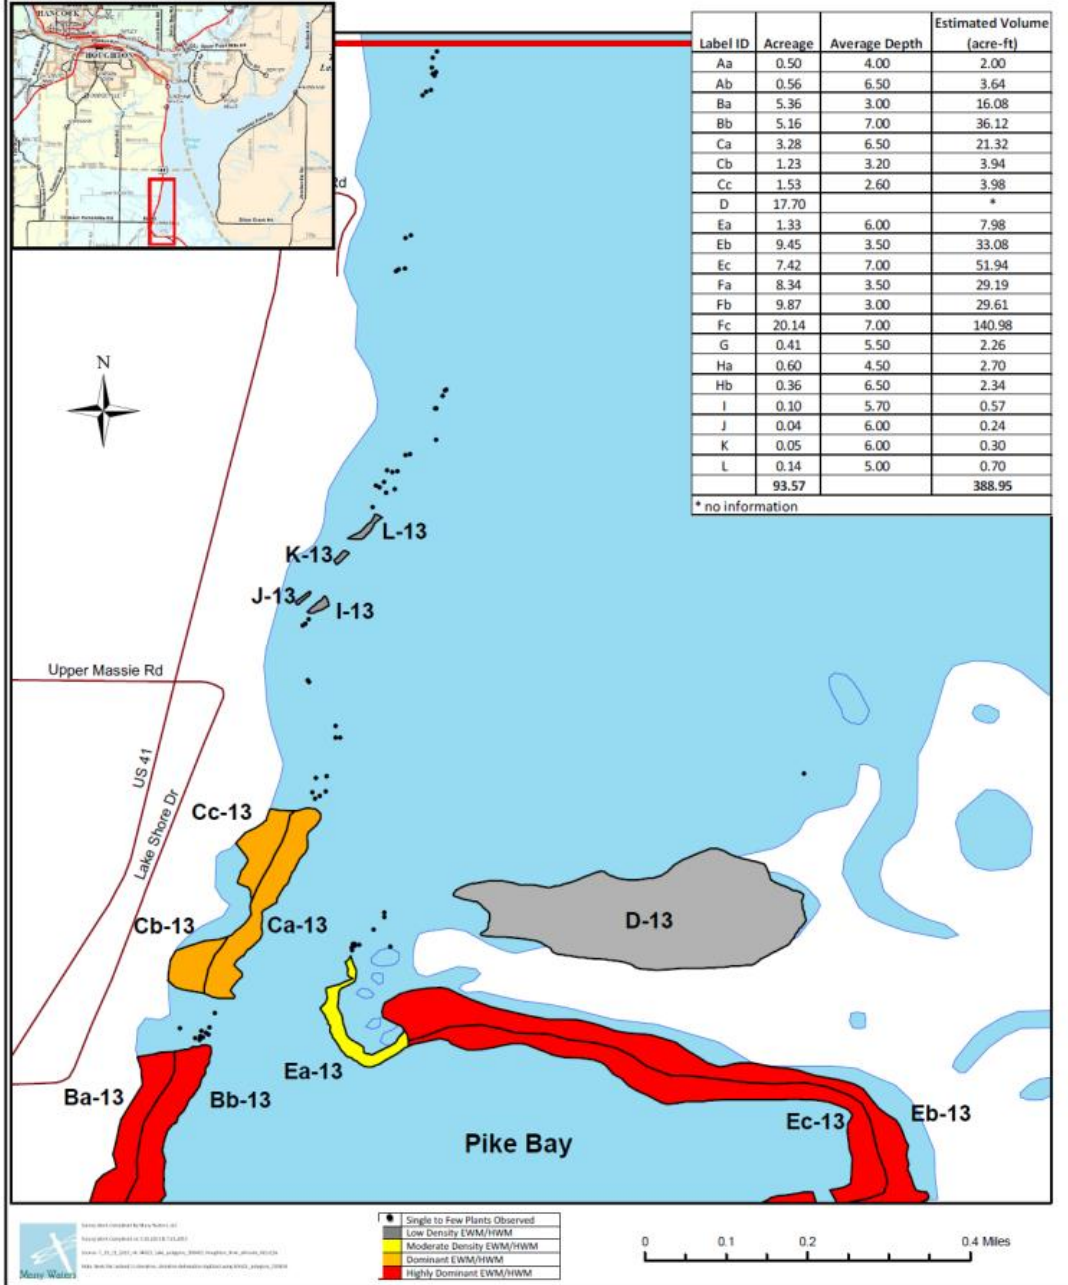 HANCOCK
HOUGHTON
Rd
Label ID Acreage Average Depth Estimated Volume (acre-ft)
Aa 0.50 4.00 2.00
Ab 0.56 6.50 3.64
Ba 5.36 3.00 16.08
Bb 5.16 7.00 36.12
Ca 3.28 6.50 21.32
Cb 1.23 3.20 3.94
Cc 1.53 2.60 3.98
D 17.70 *
Ea 1.33 6.00 7.98
Eb 9.45 3.50 33.08
Ec 7.42 7.00 51.94
Fa 8.34 3.50 29.19
Fb 9.87 3.00 29.61
Fc 20.14 7.00 140.98
G 0.41 5.50 2.26
Ha 0.60 4.50 2.70
Hb 0.36 6.50 2.34
I 0.10 5.70 0.57
J 0.04 6.00 0.24
K 0.05 6.00 0.30
L 0.14 5.00 0.70
93.57 388.95
* no information
N
L-13
K-13
J-13
I-13
Upper Massie Rd
US 41
Lake Shore Dr
Cc-13
Cb-13
Ca-13
D-13
Ea-13
Ba-13
Bb-13
Ec-13
Eb-13
Pike Bay
Many Waters
Single to Few Plants Observed
Low Density EWM/HWM
Moderate Density EWM/HWM
Dominant EWM/HWM
Highly Dominant EWM/HWM
0 0.1 0.2 0.4 Miles